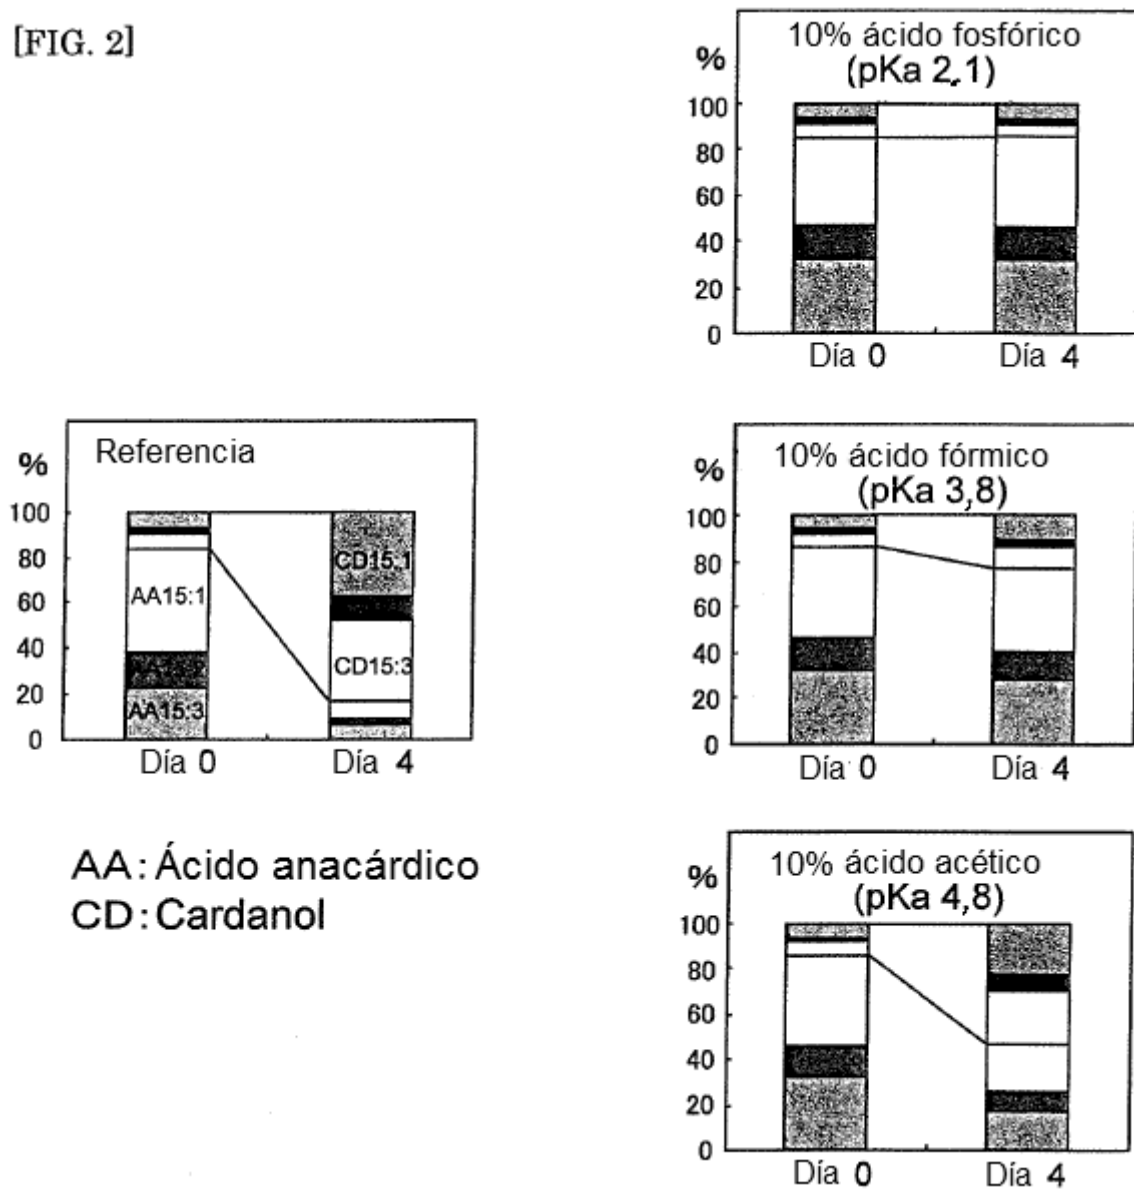 [FIG. 2]
10% ácido fosfórico
(pKa 2,1)
%
100
80
60
40
20
0
Día 0
Día 4
Referencia
%
100
80
60
40
20
0
AA15:1
AA15:3
CD15:1
CD15:3
Día 0
Día 4
10% ácido fórmico
(pKa 3,8)
%
100
80
60
40
20
0
Día 0
Día 4
AA: Ácido anacárdico
CD: Cardanol
10% ácido acético
(pKa 4,8)
%
100
80
60
40
20
0
Día 0
Día 4